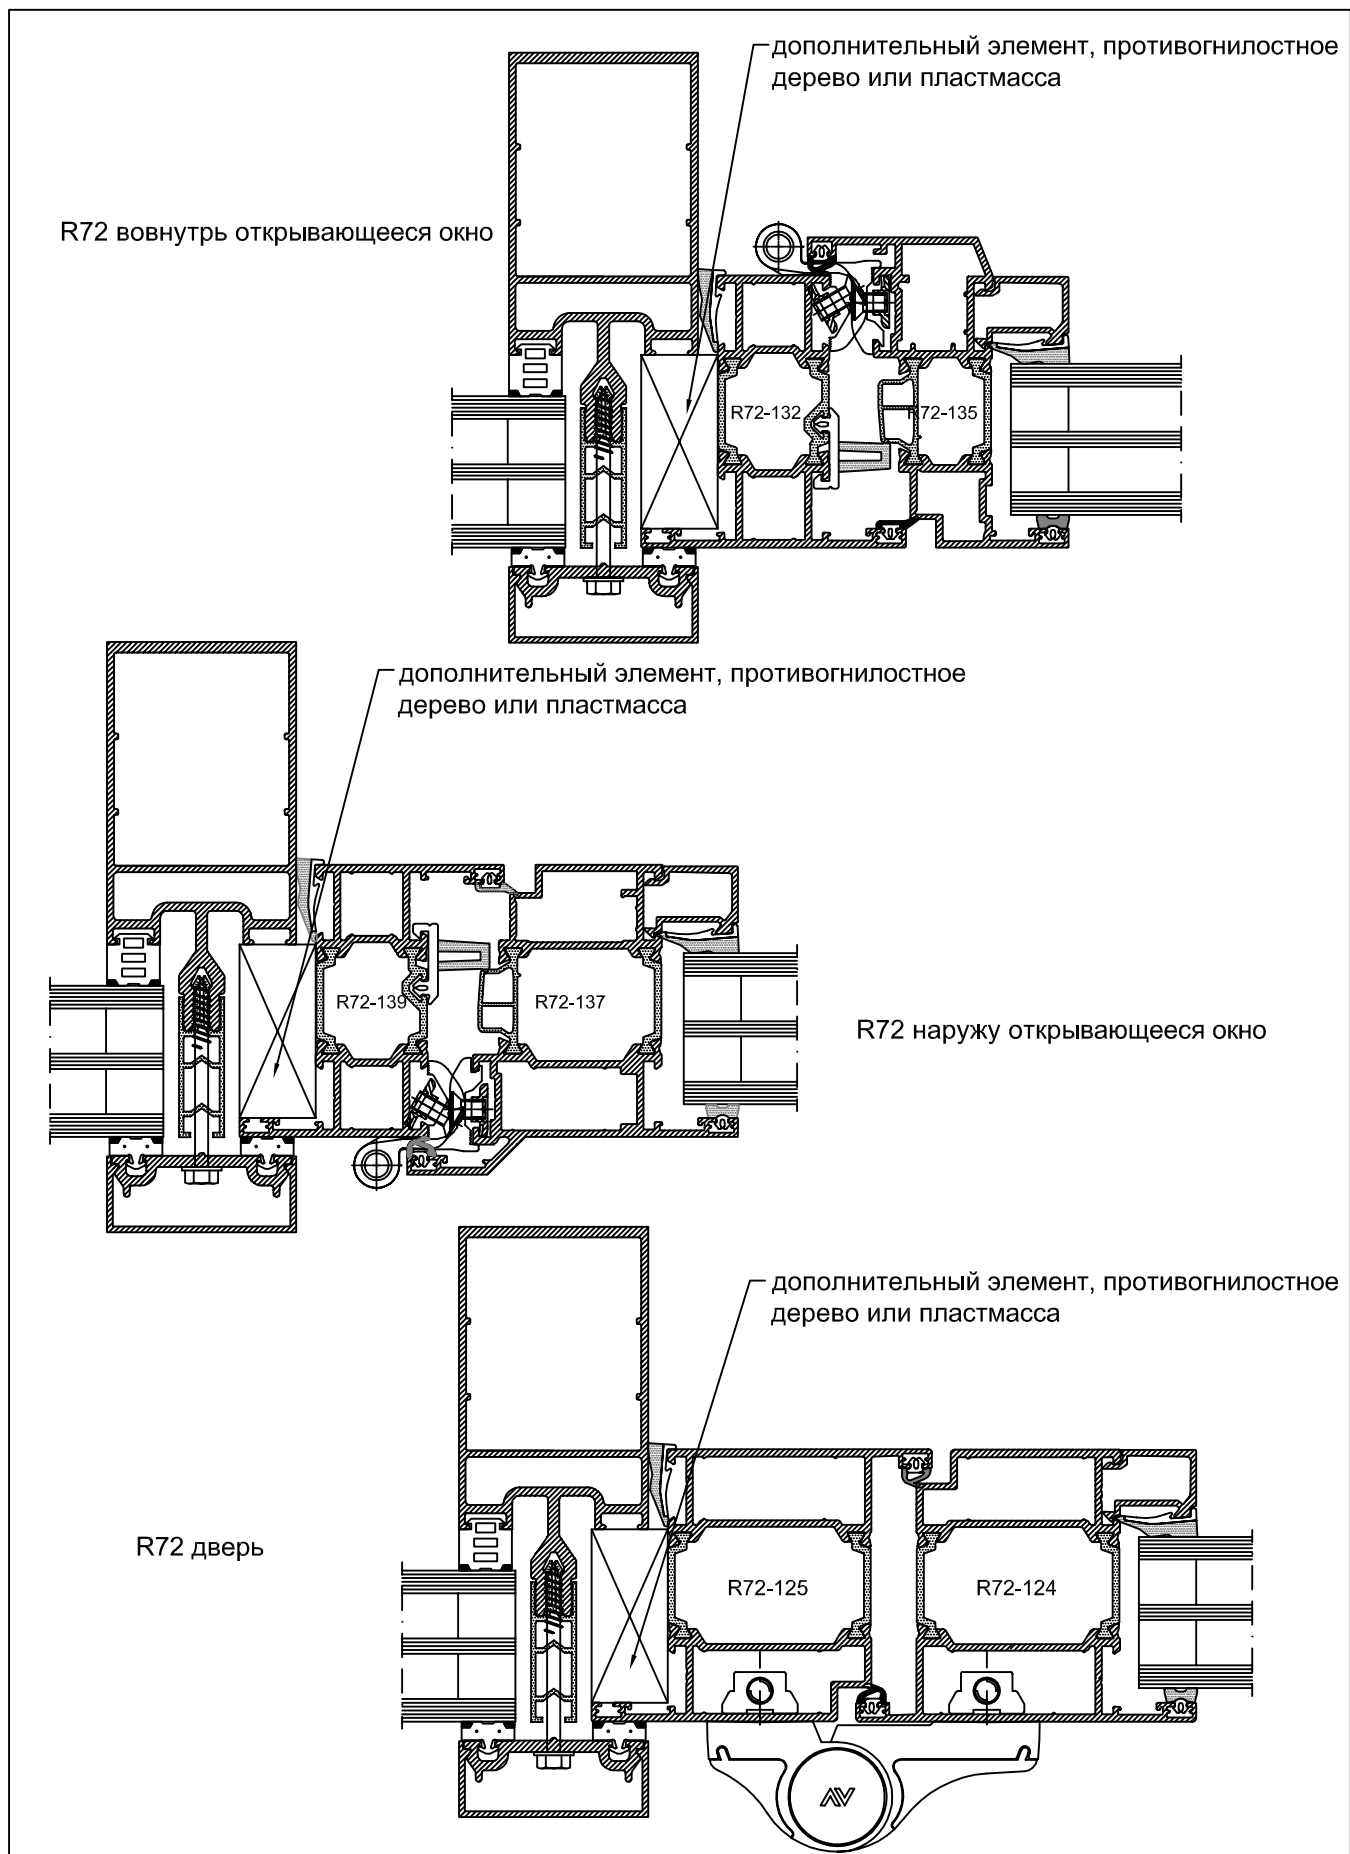 дополнительный элемент, противогнилостное
дерево или пластмасса
R72 вовнутрь открывающееся окно
R72-132
R72-135
дополнительный элемент, противогнилостное
дерево или пластмасса
R72-139
R72-137
R72 наружу открывающееся окно
дополнительный элемент, противогнилостное
дерево или пластмасса
R72 дверь
R72-125
R72-124